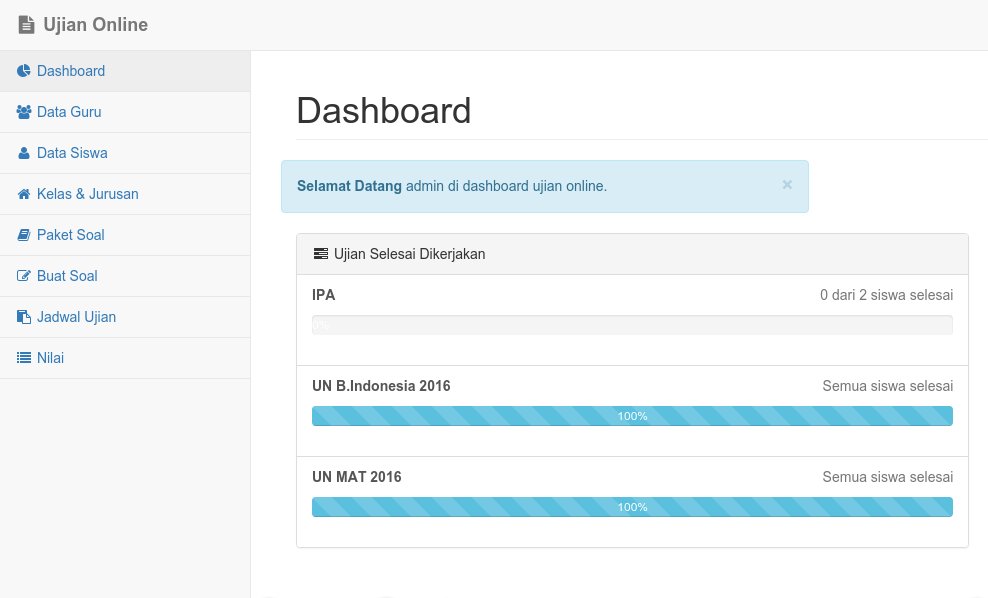 Ujian Online
Dashboard
Data Guru
Data Siswa
Kelas & Jurusan
Paket Soal
Buat Soal
Jadwal Ujian
Nilai
Dashboard
Selamat Datang admin di dashboard ujian online. ×
Ujian Selesai Dikerjakan
IPA 0 dari 2 siswa selesai
0%
UN B.Indonesia 2016 Semua siswa selesai
100%
UN MAT 2016 Semua siswa selesai
100%